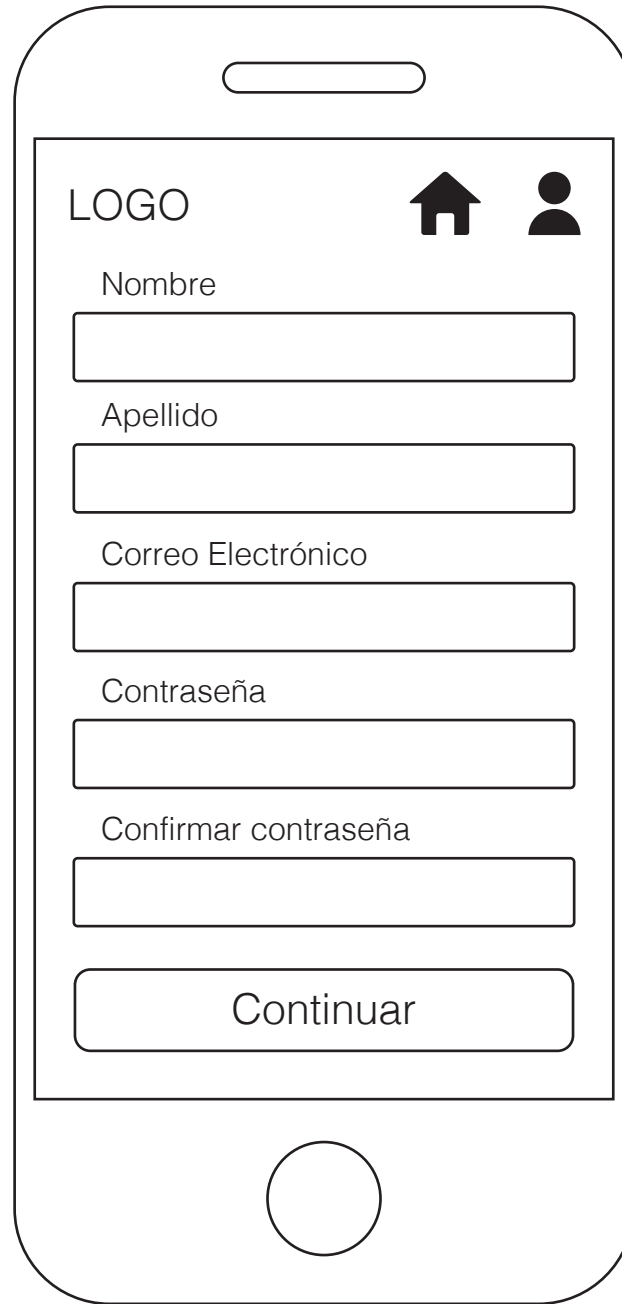 LOGO
Nombre
Apellido
Correo Electrónico
Contraseña
Confirmar contraseña
Continuar